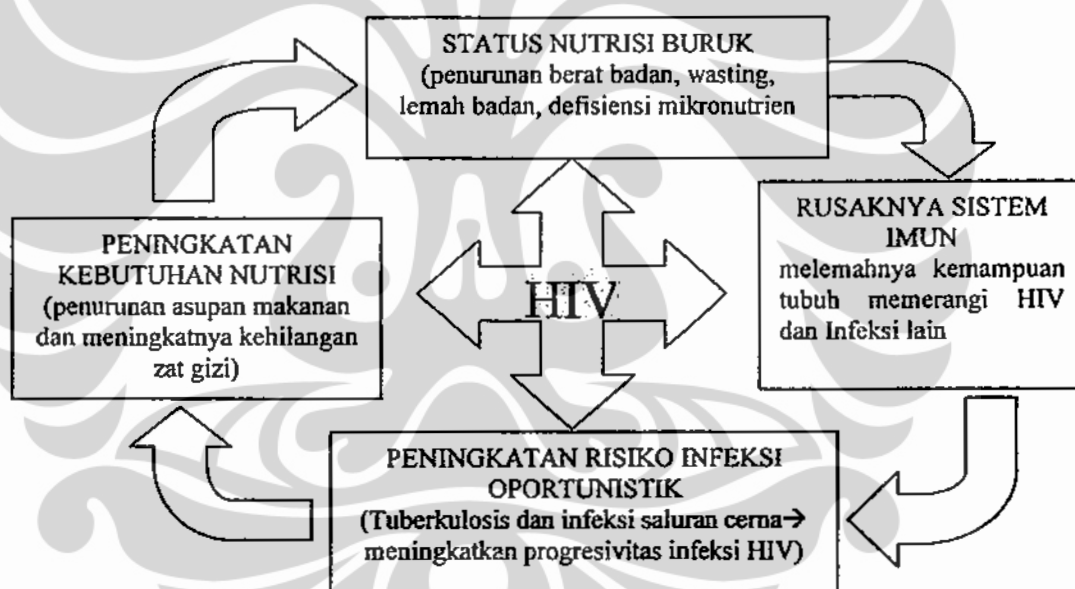 STATUS NUTRISI BURUK
(penurunan berat badan, wasting,
lemah badan, defisiensi mikronutrien
RUSAKNYA SISTEM
IMUN
melemahnya kemampuan
tubuh memerangi HIV
dan Infeksi lain
PENINGKATAN
KEBUTUHAN NUTRISI
(penurunan asupan makanan
dan meningkatnya kehilangan
zat gizi)
HIV
PENINGKATAN RISIKO INFEKSI
OPORTUNISTIK
(Tuberkulosis dan infeksi saluran cerna→
meningkatkan progresivitas infeksi HIV)